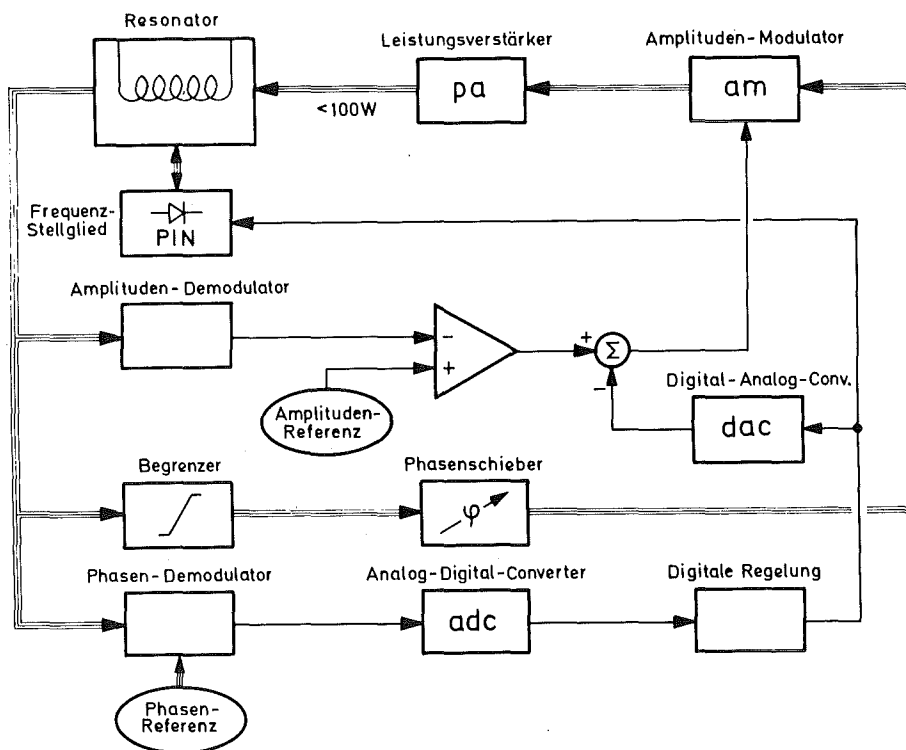 Resonator
Leistungsverstärker
Amplituden-Modulator
pa
am
<100W
Frequenz-
Stellglied
PIN
Amplituden-Demodulator
-
+
+
Σ
-
Amplituden-
Referenz
Digital-Analog-Conv.
dac
Begrenzer
Phasenschieber
φ
Phasen-Demodulator
Analog-Digital-Converter
Digitale Regelung
adc
Phasen-
Referenz